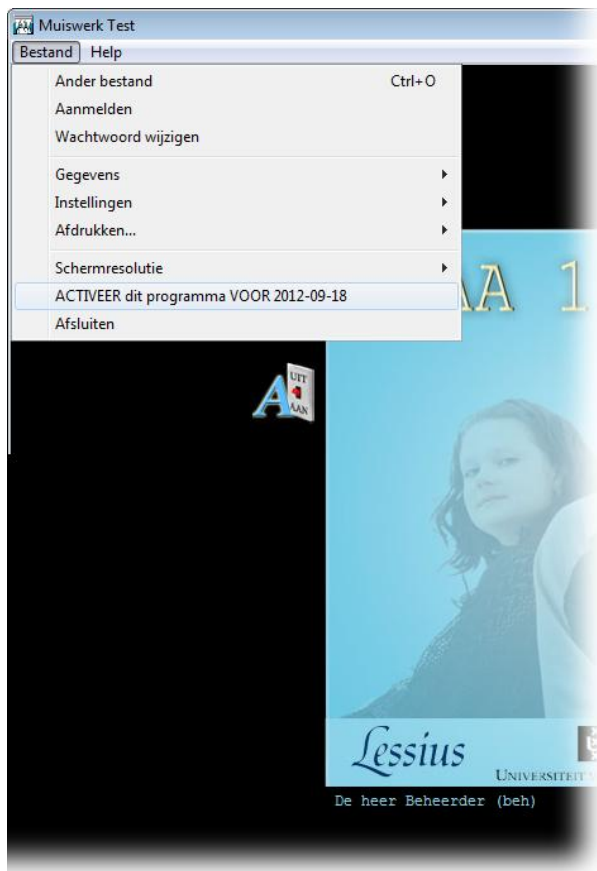 Muiswerk Test
Bestand Help
Ander bestand Ctrl+O
Aanmelden
Wachtwoord wijzigen
Gegevens
Instellingen
Afdrukken...
Schermresolutie
ACTIVEER dit programma VOOR 2012-09-18
Afsluiten
AA 1
UIT
A
AAN
Lessius
UNIVERSITEIT
De heer Beheerder (beh)